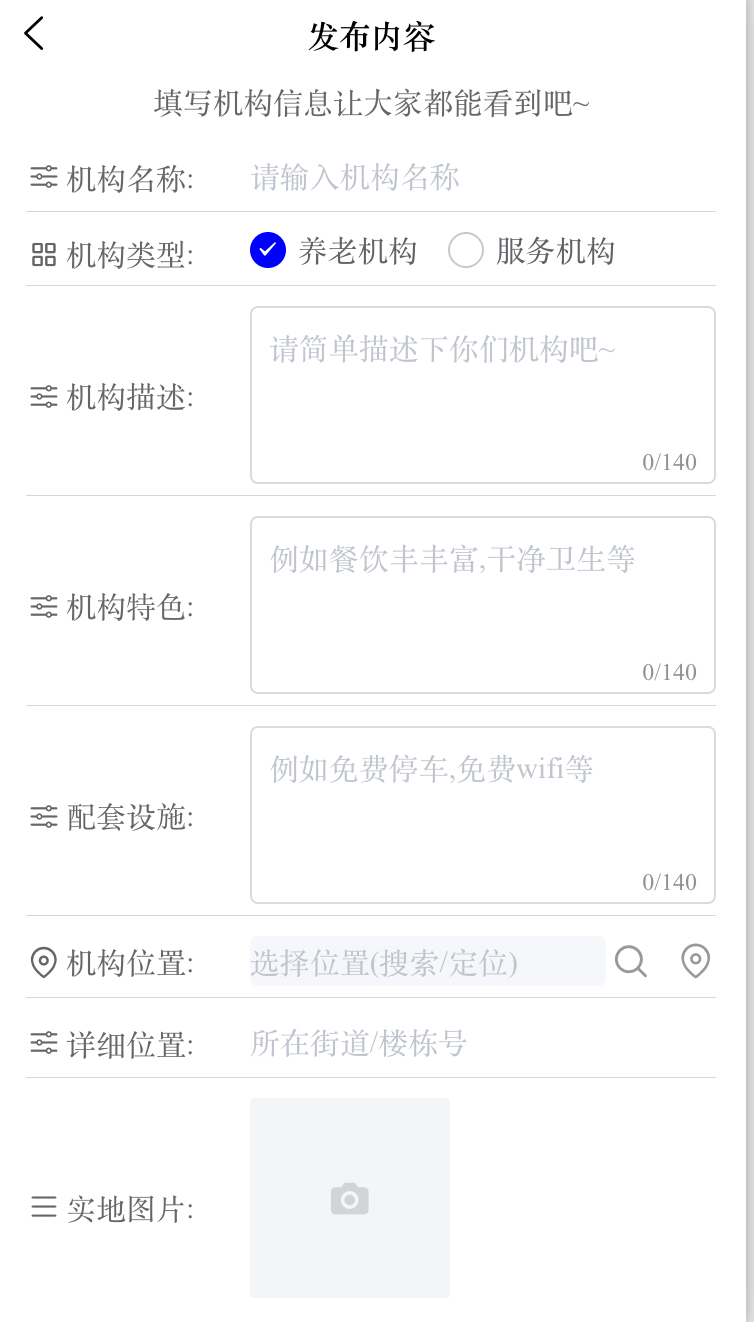 发布内容
填写机构信息让大家都能看到吧~
机构名称: 请输入机构名称
机构类型: 养老机构 服务机构
机构描述: 请简单描述下你们机构吧~
0/140
机构特色: 例如餐饮丰丰富,干净卫生等
0/140
配套设施: 例如免费停车,免费wifi等
0/140
机构位置: 选择位置(搜索/定位)
详细位置: 所在街道/楼栋号
实地图片: